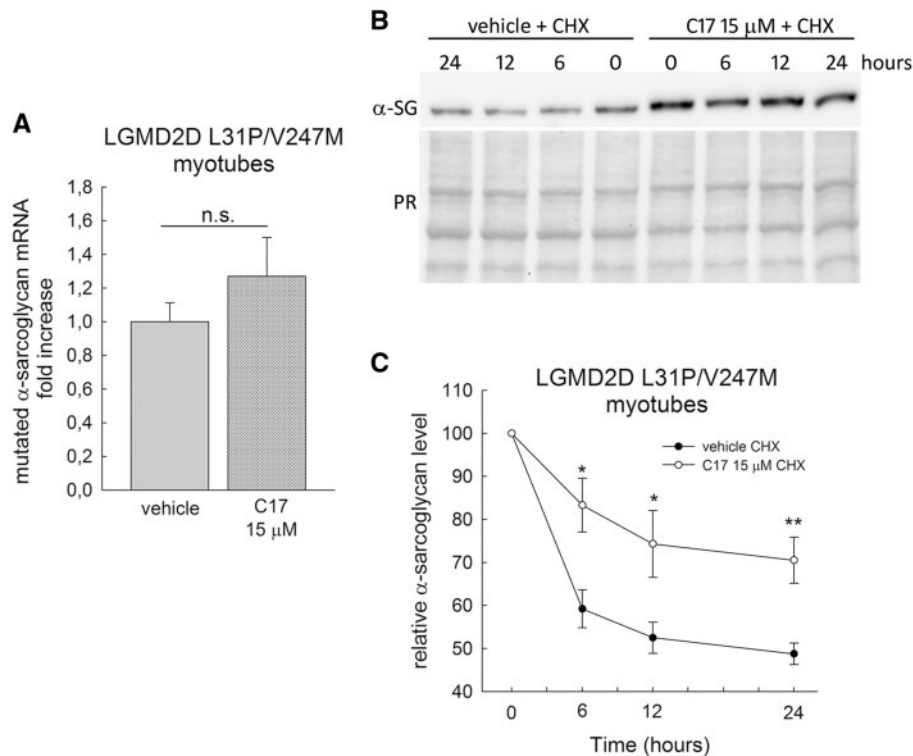 A
LGMD2D L31P/V247M
myotubes
mutated α-sarcoglycan mRNA
fold increase
1,8
1,6
1,4
1,2
1,0
0,8
0,6
0,4
0,2
0,0
n.s.
vehicle
C17
15 μM
B
vehicle + CHX
C17 15 μM + CHX
24 12 6 0 0 6 12 24 hours
α-SG
PR
C
LGMD2D L31P/V247M
myotubes
relative α-sarcoglycan level
110
100
90
80
70
60
50
40
vehicle CHX
C17 15 μM CHX
*
*
**
0 6 12 24
Time (hours)